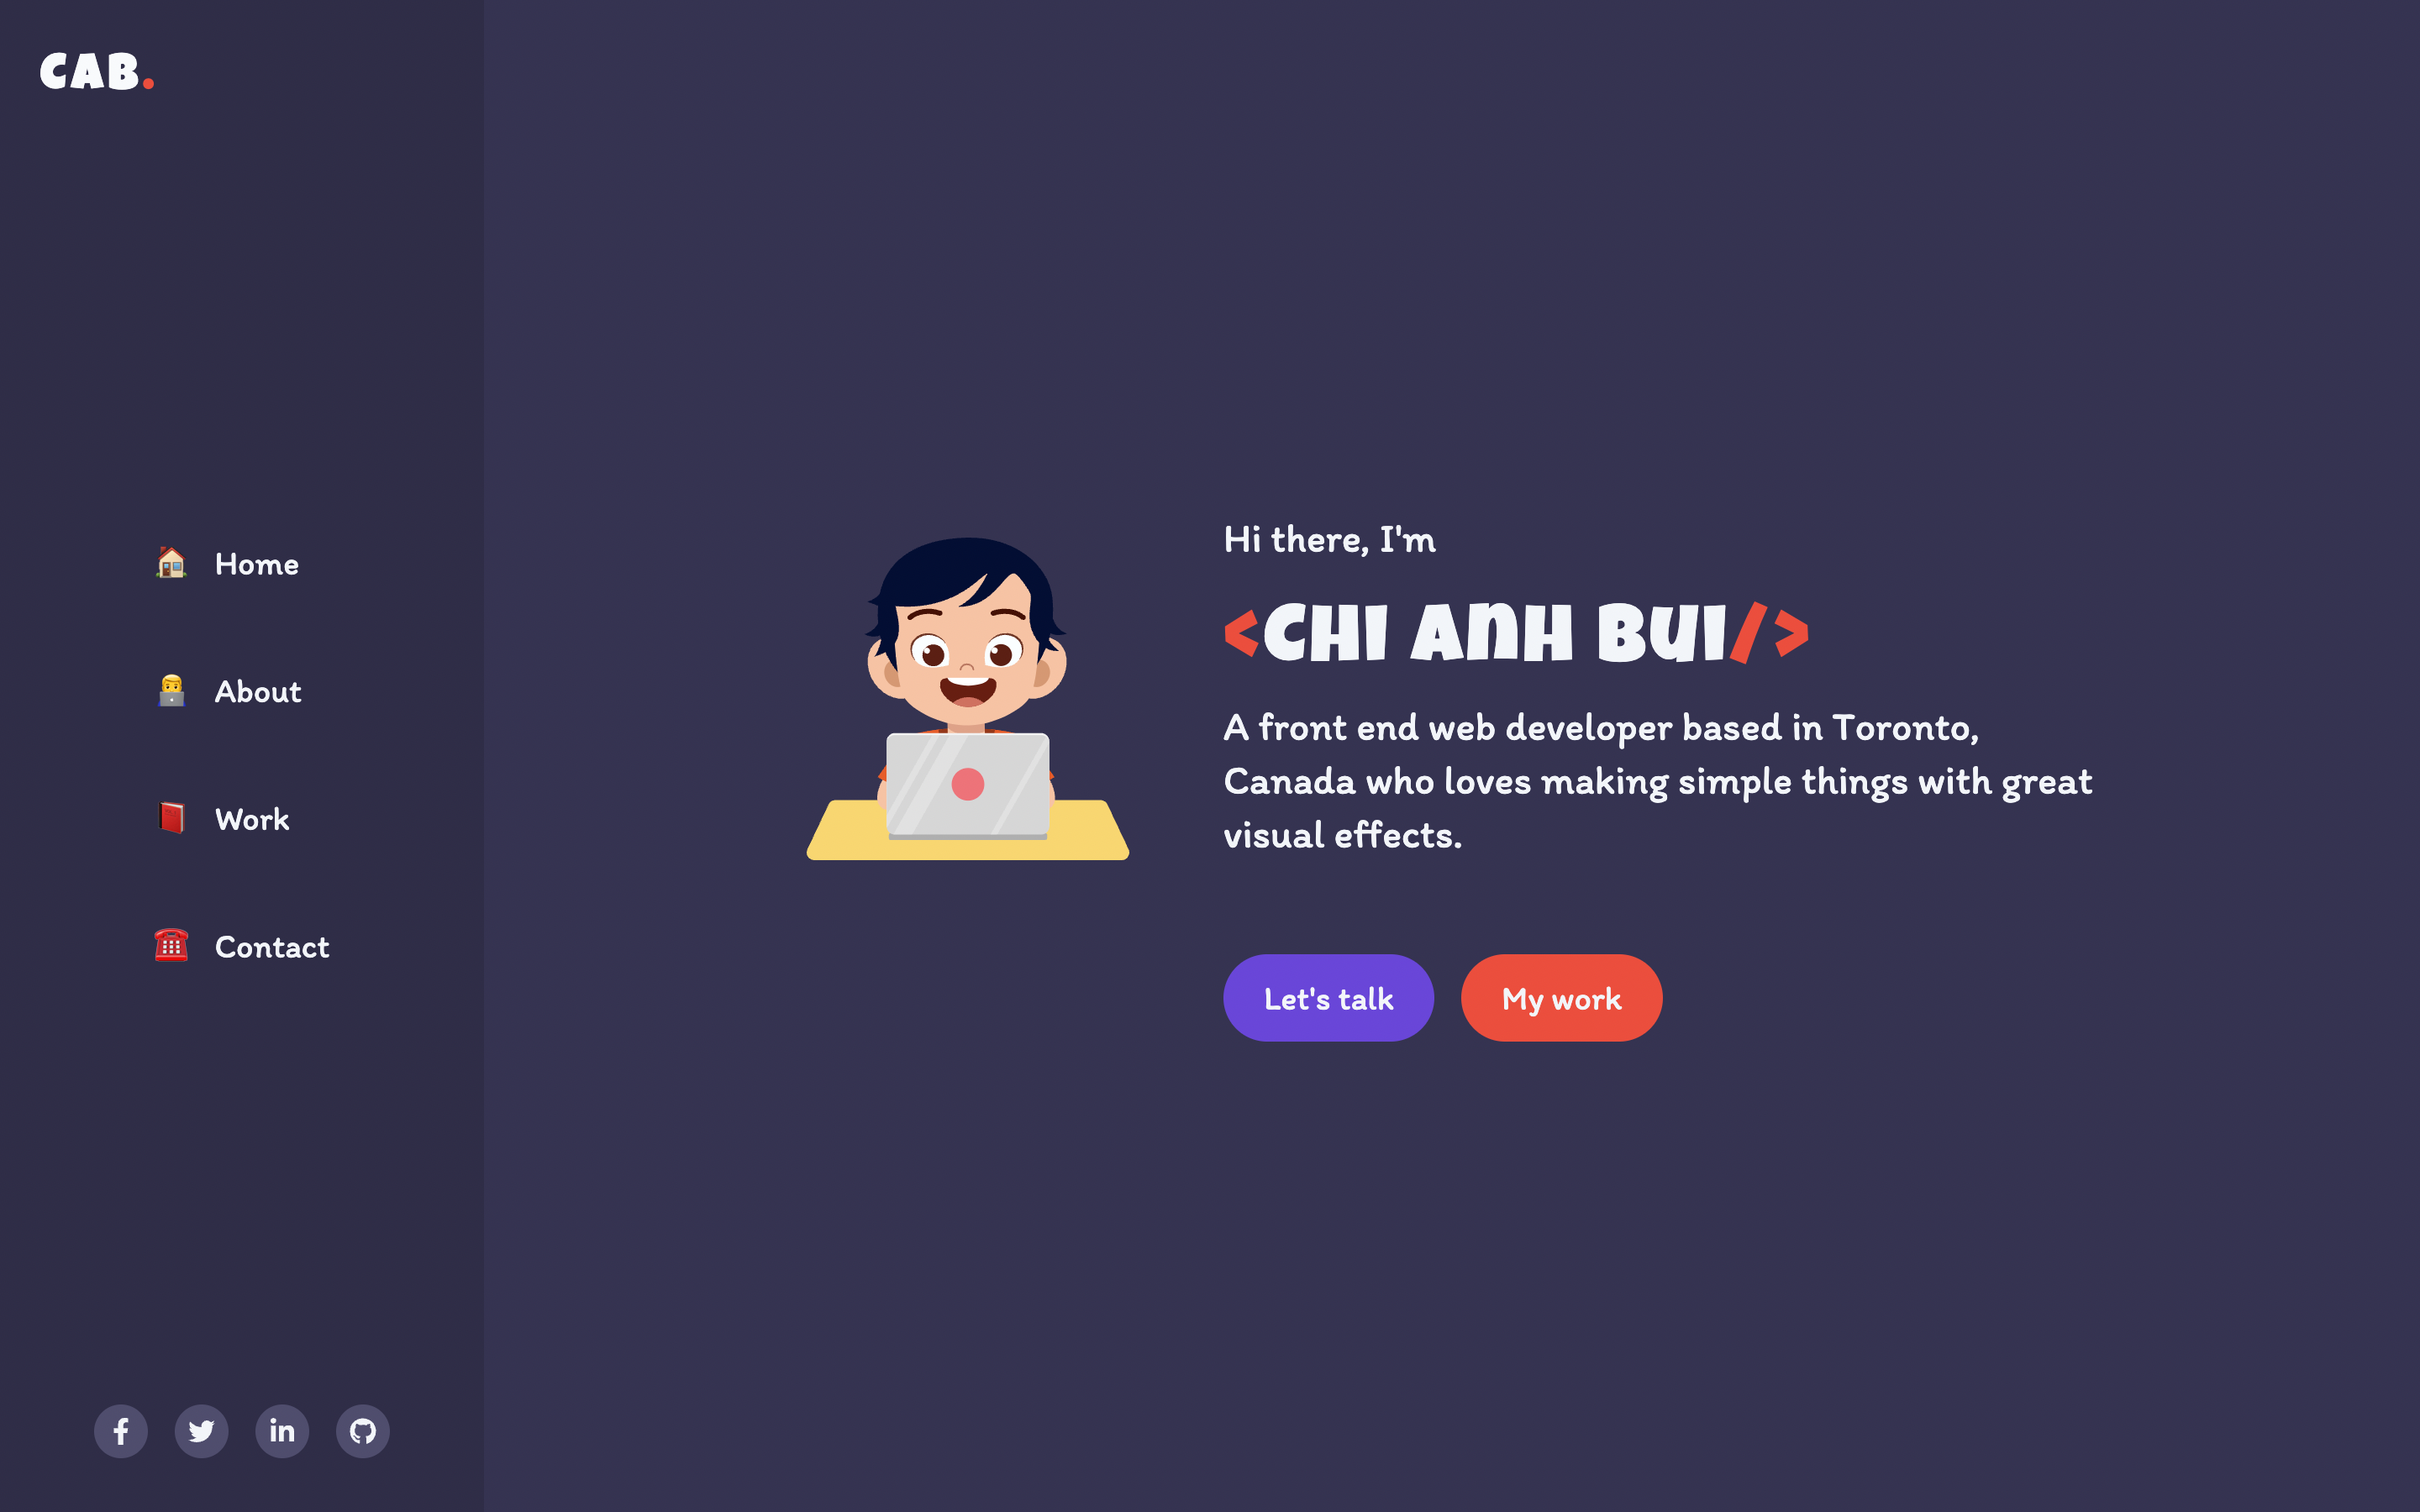 CAB.
Home
About
Work
Contact
Hi there, I'm
<CHI ANH BUI/>
A front end web developer based in Toronto,
Canada who loves making simple things with great
visual effects.
Let's talk
My work